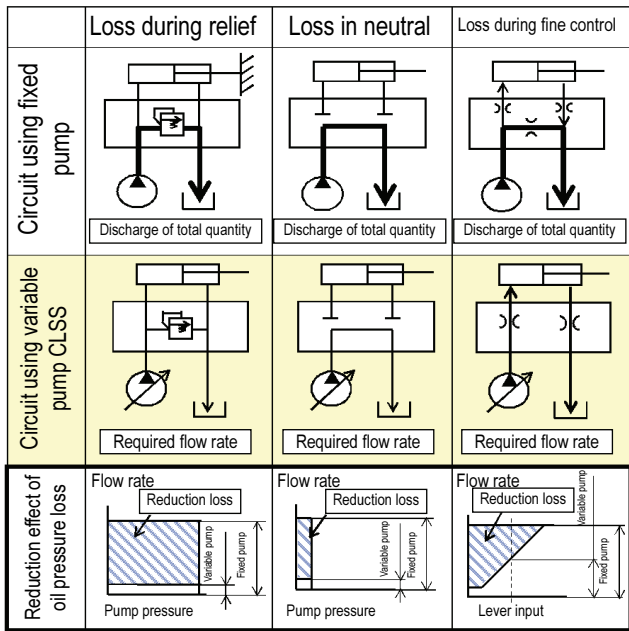 Loss during relief
Loss in neutral
Loss during fine control
Circuit using fixed
pump
Discharge of total quantity
Discharge of total quantity
Discharge of total quantity
Circuit using variable
pump CLSS
Required flow rate
Required flow rate
Required flow rate
Reduction effect of
oil pressure loss
Flow rate
Reduction loss
Variable pump
Fixed pump
Pump pressure
Flow rate
Reduction loss
Variable pump
Fixed pump
Pump pressure
Flow rate
Reduction loss
Variable pump
Fixed pump
Lever input